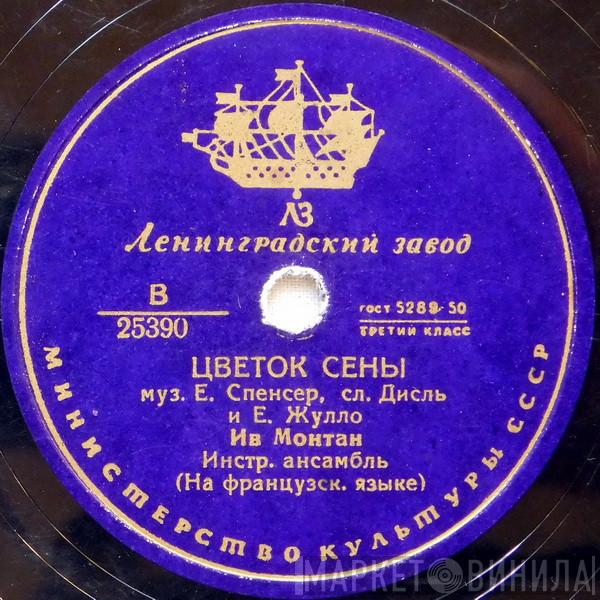 ЛЗ
Ленинградский завод
В
25390
ГОСТ 5289-50
ТРЕТИЙ КЛАСС
ЦВЕТОК СЕНЫ
муз. Е. Спенсер, сл. Дисль
и Е. Жулло
Ив Монтан
Инстр. ансамбль
(На французск. языке)
МИНИСТЕРСТВО КУЛЬТУРЫ СССР
МАРКЕТ ВИНИЛА